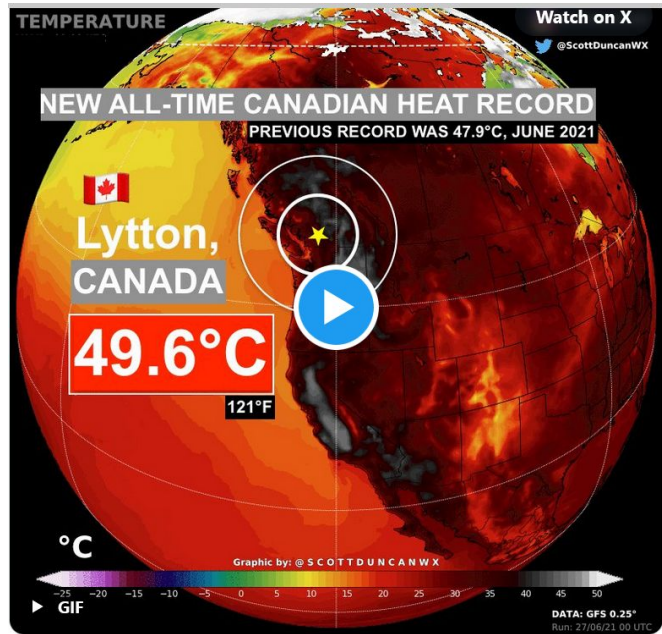 TEMPERATURE
Watch on X
@ScottDuncanWX
NEW ALL-TIME CANADIAN HEAT RECORD
PREVIOUS RECORD WAS 47.9°C, JUNE 2021
Lytton,
CANADA
49.6°C
121°F
°C
Graphic by: @SCOTTDUNCANWX
−25 −20 −15 −10 −5 0 5 10 15 20 25 30 35 40 45 50
GIF
DATA: GFS 0.25°
Run: 27/06/21 00 UTC